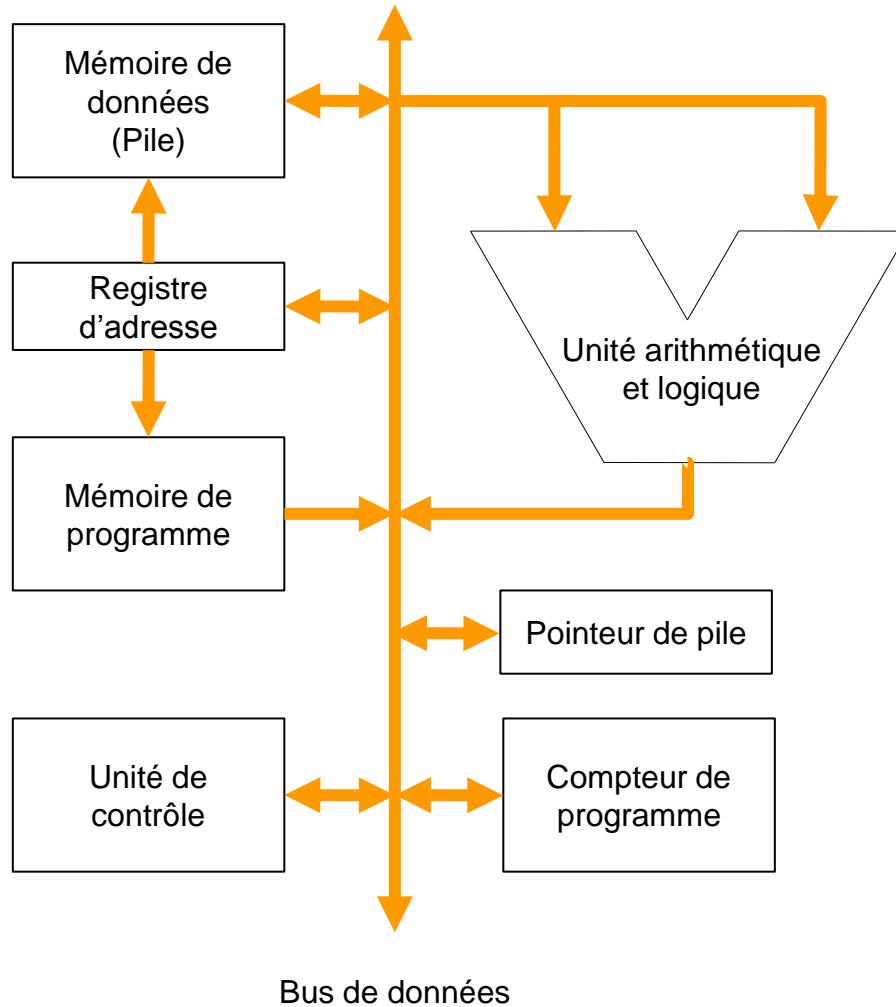 Mémoire de
données
(Pile)
Registre
d’adresse
Unité arithmétique
et logique
Mémoire de
programme
Pointeur de pile
Unité de
contrôle
Compteur de
programme
Bus de données